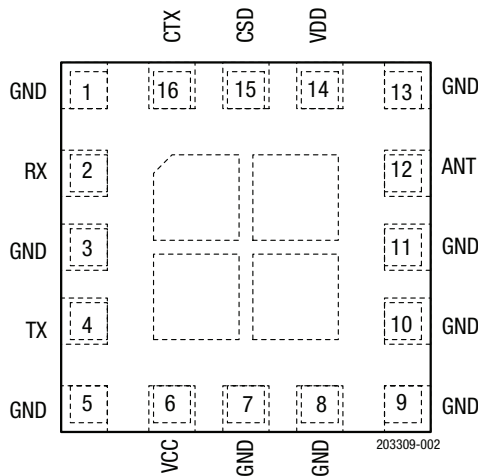 CTX CSD VDD
GND 1 16 15 14 13 GND
RX 2 12 ANT
GND 3 11 GND
TX 4 10 GND
GND 5 6 7 8 9 GND
203309-002
VCC GND GND